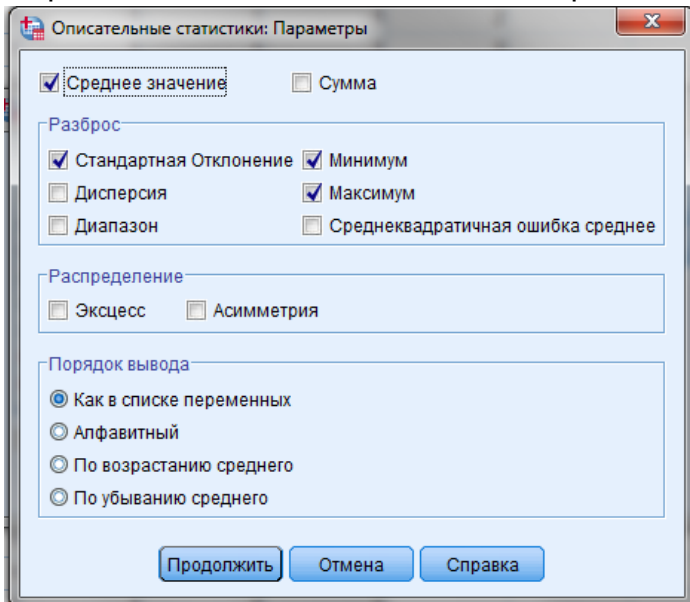 Описательные статистики: Параметры
Среднее значение Сумма
Разброс
Стандартная Отклонение Минимум
Дисперсия Максимум
Диапазон Среднеквадратичная ошибка среднее
Распределение
Эксцесс Асимметрия
Порядок вывода
Как в списке переменных
Алфавитный
По возрастанию среднего
По убыванию среднего
Продолжить Отмена Справка